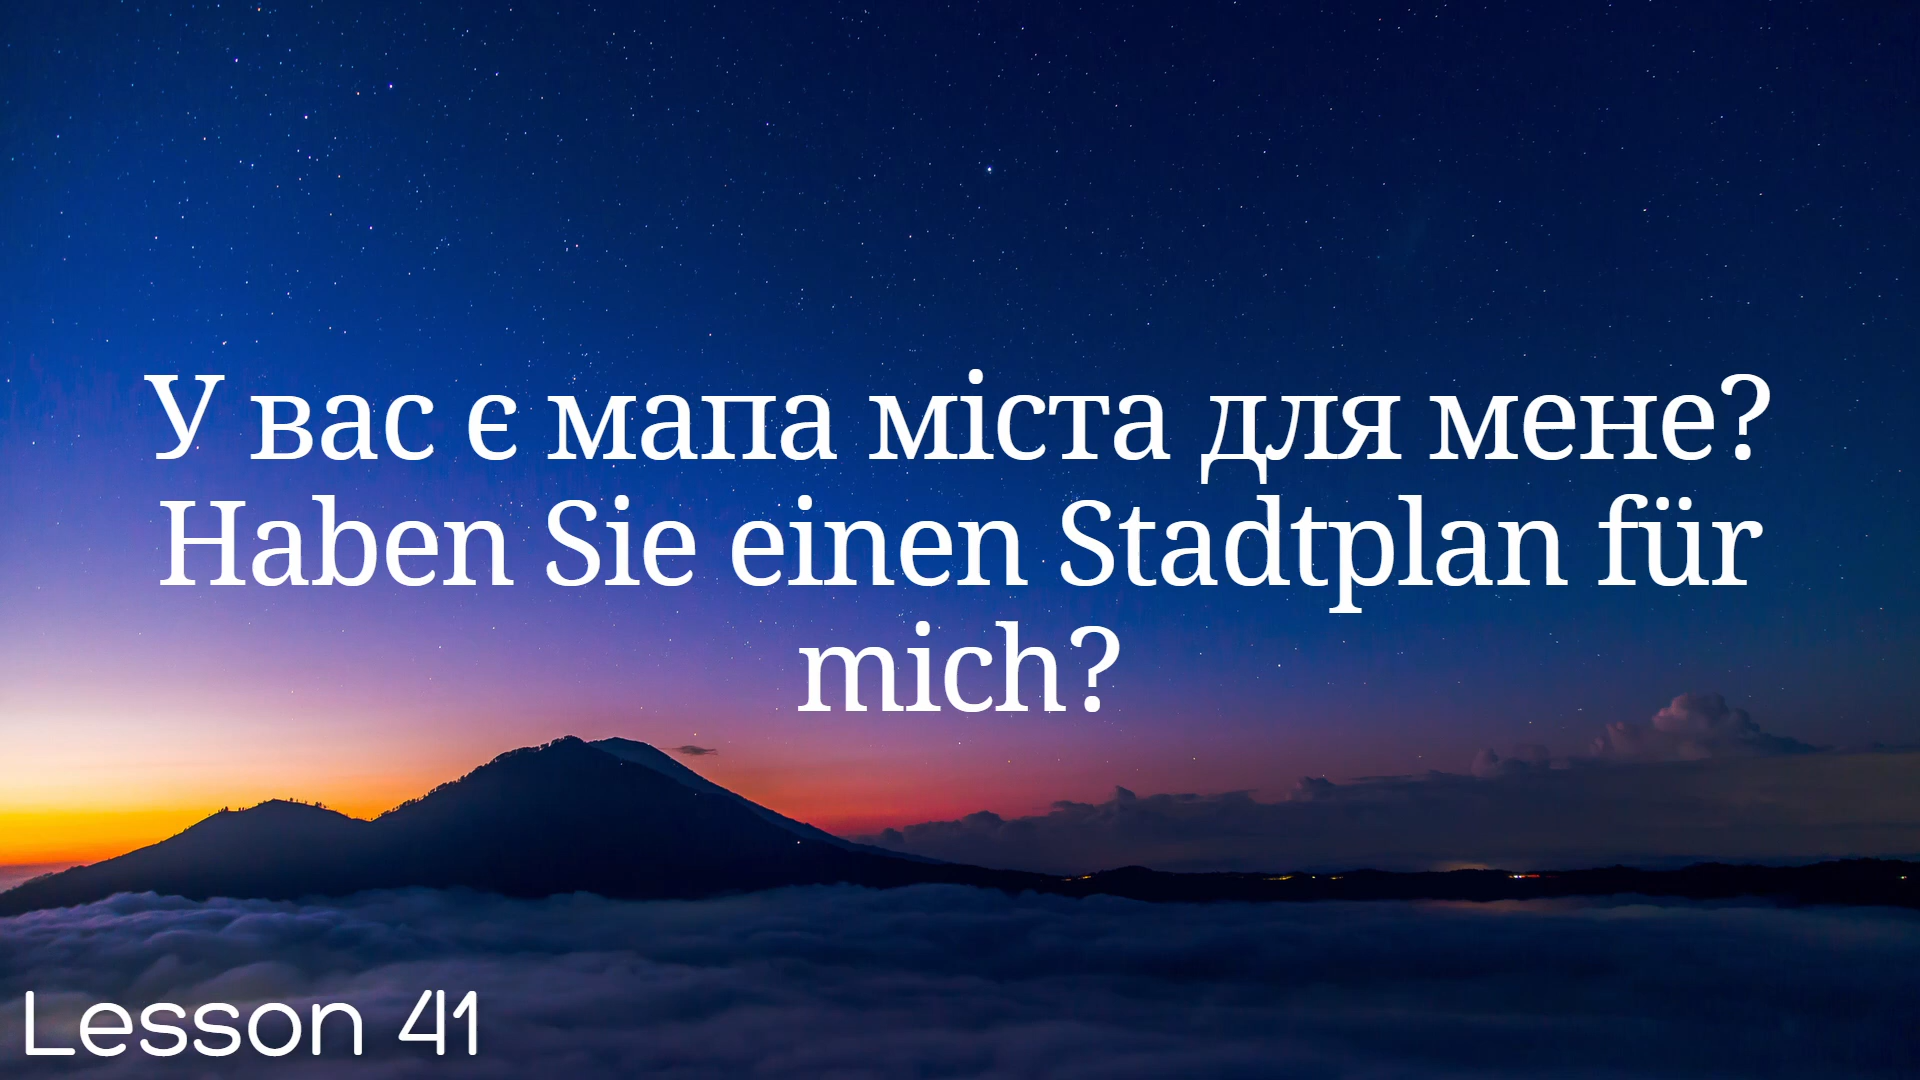 У вас є мапа міста для мене?
Haben Sie einen Stadtplan für
mich?
Lesson 41